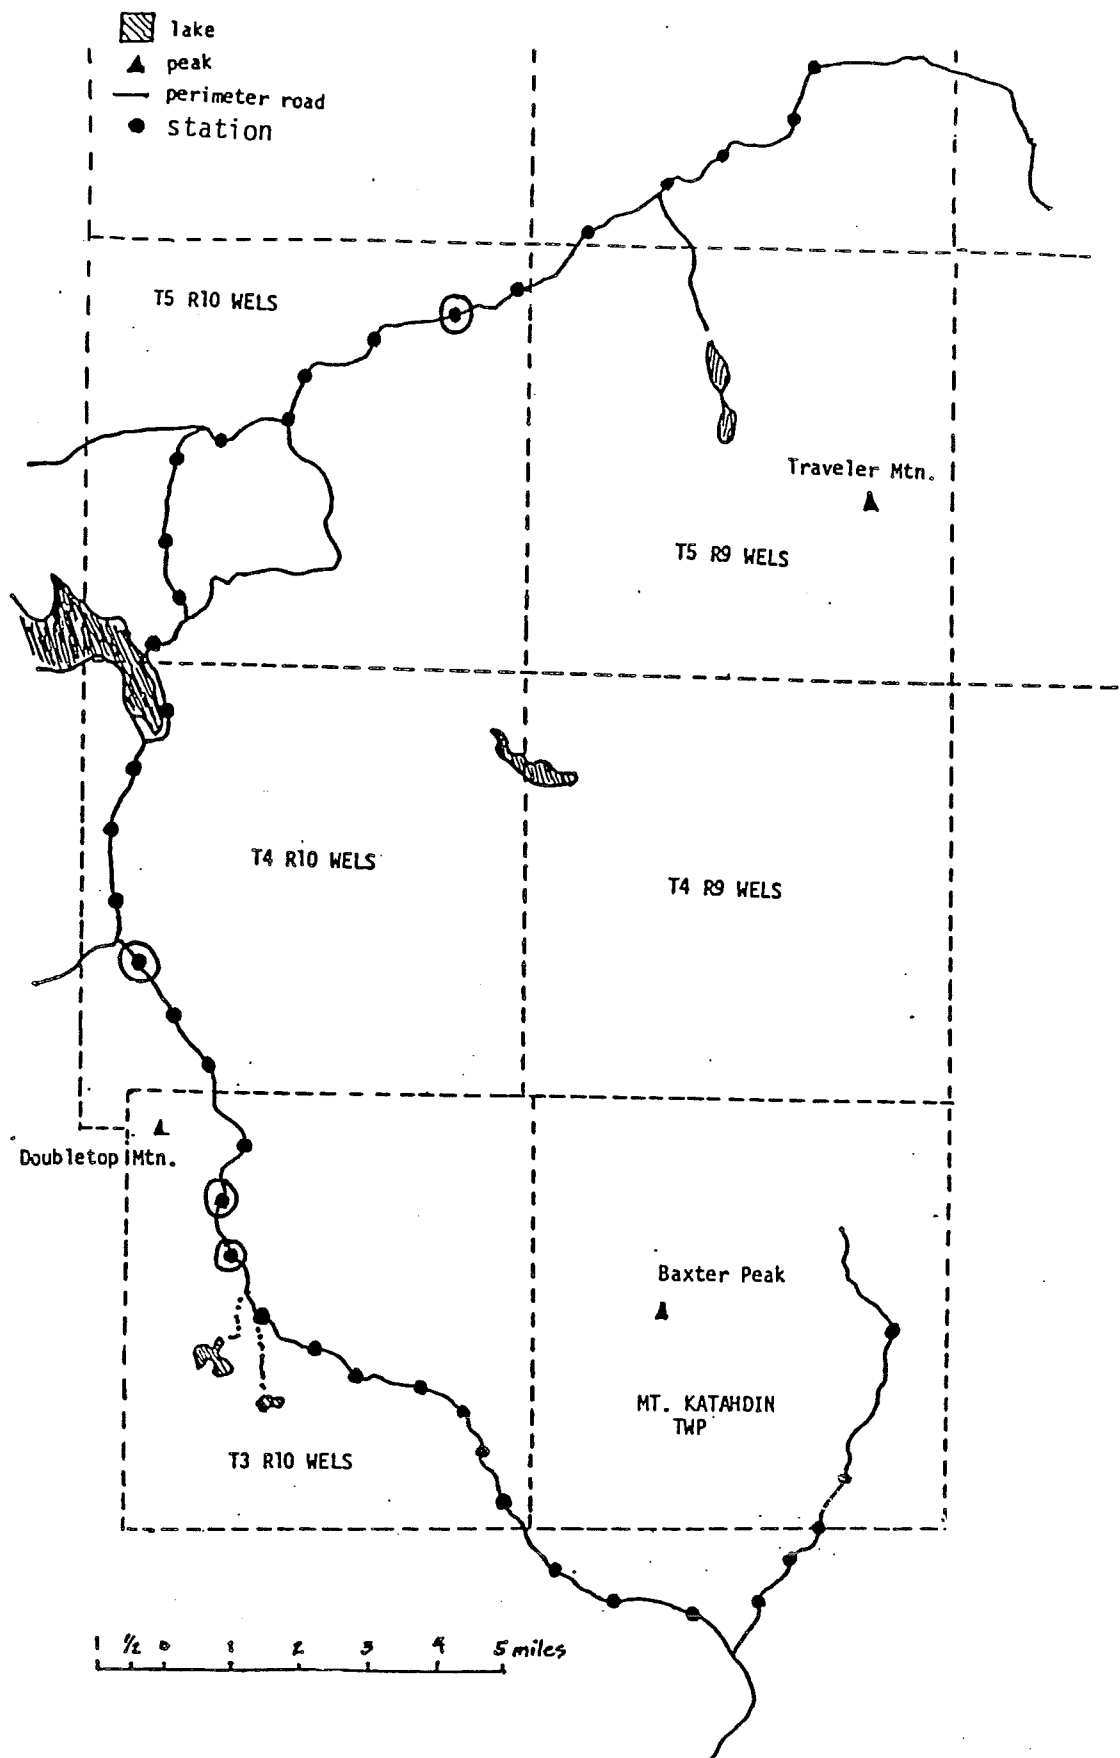 lake
peak
perimeter road
station
T5 R10 WELS
Traveler Mtn.
T5 R9 WELS
T4 R10 WELS
T4 R9 WELS
Doubletop Mtn.
Baxter Peak
MT. KATAHDIN
TWP
T3 R10 WELS
1 ½ 0 1 2 3 4 5 miles